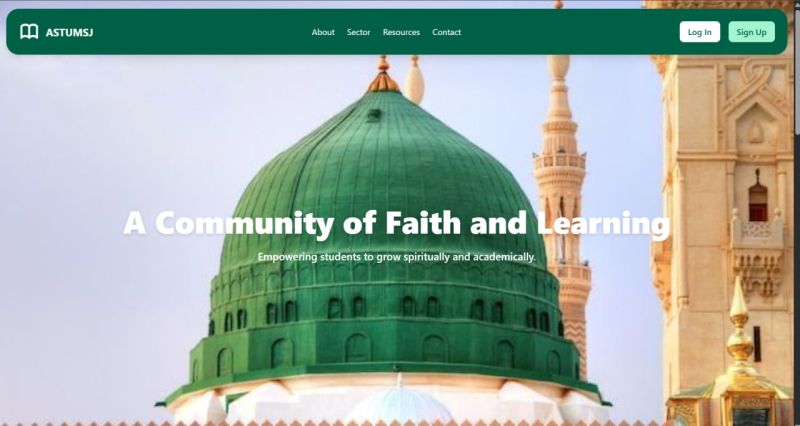 ASTUMSJ
About Sector Resources Contact
Log In Sign Up
A Community of Faith and Learning
Empowering students to grow spiritually and academically.